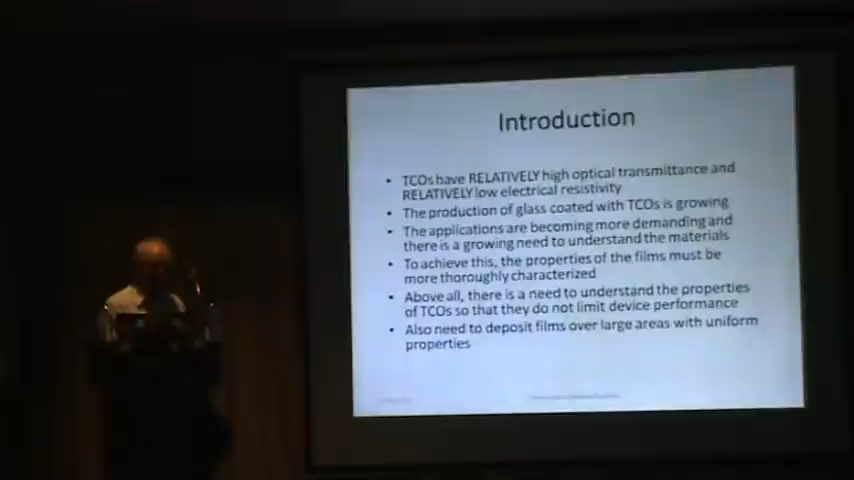 Introduction
• TCOs have RELATIVELY high optical transmittance and
RELATIVELY low electrical resistivity
• The production of glass coated with TCOs is growing
• The applications are becoming more demanding and
there is a growing need to understand the materials
• To achieve this, the properties of the films must be
more thoroughly characterized
• Above all, there is a need to understand the properties
of TCOs so that they do not limit device performance
• Also need to deposit films over large areas with uniform
properties